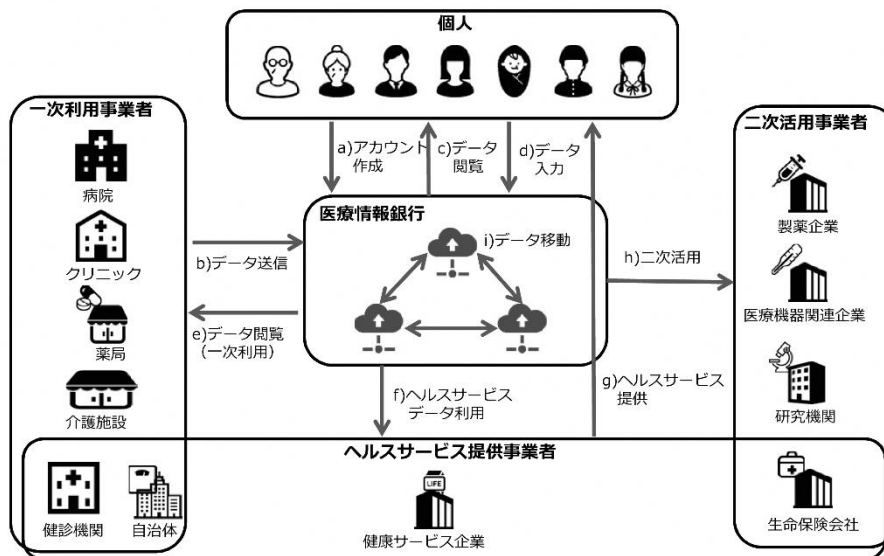 個人
一次利用事業者
病院
クリニック
薬局
介護施設
a)アカウント
作成
c)データ
閲覧
d)データ
入力
医療情報銀行
i)データ移動
b)データ送信
e)データ閲覧
(一次利用)
f)ヘルスサービス
データ利用
g)ヘルスサービス
提供
h)二次活用
二次活用事業者
製薬企業
医療機器関連企業
研究機関
ヘルスサービス提供事業者
健診機関
自治体
LIFE
健康サービス企業
生命保険会社